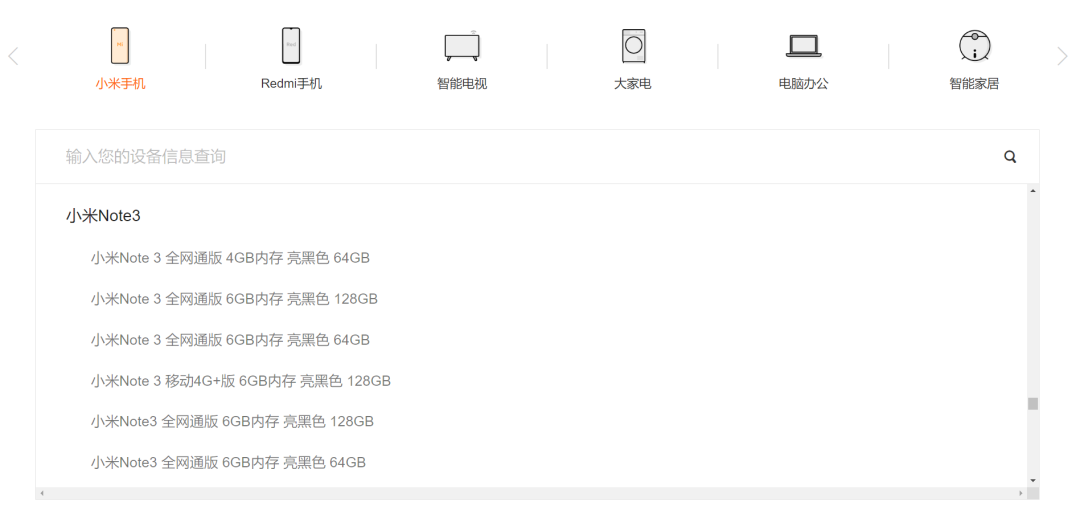 小米手机
Redmi手机
智能电视
大家电
电脑办公
智能家居
输入您的设备信息查询
小米Note3
小米Note 3 全网通版 4GB内存 亮黑色 64GB
小米Note 3 全网通版 6GB内存 亮黑色 128GB
小米Note 3 全网通版 6GB内存 亮黑色 64GB
小米Note 3 移动4G+版 6GB内存 亮黑色 128GB
小米Note3 全网通版 6GB内存 亮黑色 128GB
小米Note3 全网通版 6GB内存 亮黑色 64GB